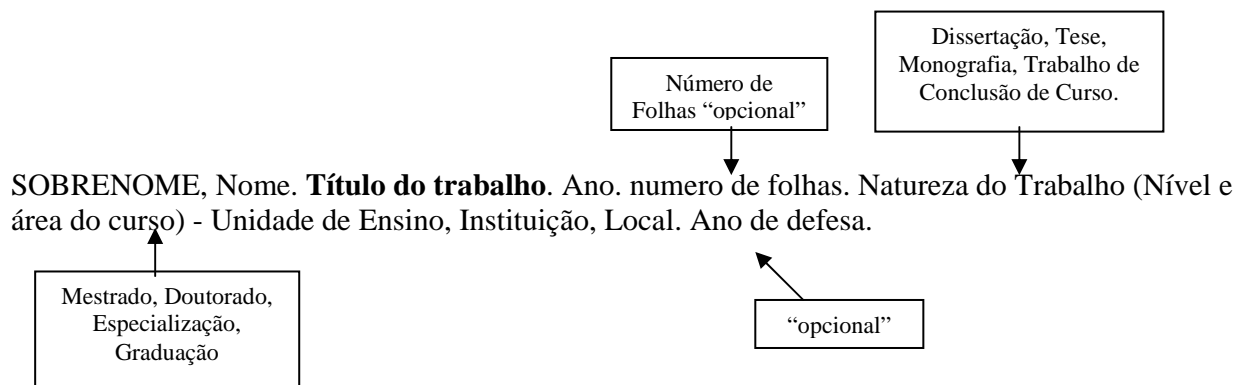 Dissertação, Tese,
Monografia, Trabalho de
Conclusão de Curso.
Número de
Folhas “opcional”
SOBRENOME, Nome. Título do trabalho. Ano. numero de folhas. Natureza do Trabalho (Nível e
área do curso) - Unidade de Ensino, Instituição, Local. Ano de defesa.
Mestrado, Doutorado,
Especialização,
Graduação
“opcional”